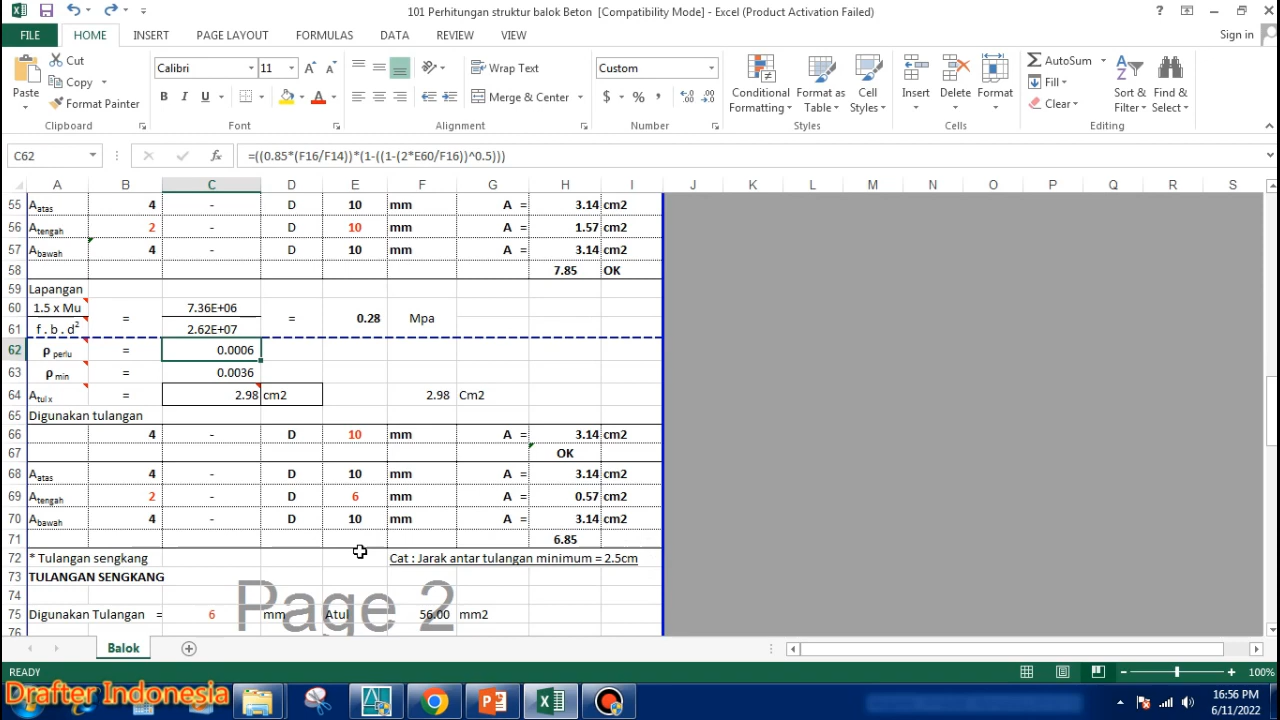 101 Perhitungan struktur balok Beton [Compatibility Mode] - Excel (Product Activation Failed)
FILE HOME INSERT PAGE LAYOUT FORMULAS DATA REVIEW VIEW Sign in
Paste Cut Copy Format Painter
Calibri 11 B I U
Wrap Text Merge & Center
Custom $ % ,
Conditional Formatting Format as Table Cell Styles
Insert Delete Format
AutoSum Fill Clear Sort & Filter Find & Select
Clipboard Font Alignment Number Styles Cells Editing
C62 fx =((0.85*(F16/F14))*(1-((1-(2*E60/F16))^0.5)))
A B C D E F G H I J K L M N O P Q R S
55 Aatas 4 - D 10 mm A = 3.14 cm2
56 Atengah 2 - D 10 mm A = 1.57 cm2
57 Abawah 4 - D 10 mm A = 3.14 cm2
58 7.85 OK
59 Lapangan
60 1.5 x Mu = 7.36E+06 = 0.28 Mpa
61 f . b . d2 2.62E+07
62 ρ perlu = 0.0006
63 ρ min = 0.0036
64 Atul x = 2.98 cm2 2.98 Cm2
65 Digunakan tulangan
66 4 - D 10 mm A = 3.14 cm2
67 OK
68 Aatas 4 - D 10 mm A = 3.14 cm2
69 Atengah 2 - D 6 mm A = 0.57 cm2
70 Abawah 4 - D 10 mm A = 3.14 cm2
71 6.85
72 * Tulangan sengkang Cat : Jarak antar tulangan minimum = 2.5cm
73 TULANGAN SENGKANG
74
Page 2
75 Digunakan Tulangan = 6 mm Atul 56.00 mm2
76
Balok
READY 100%
Drafter Indonesia
16:56 PM
6/11/2022